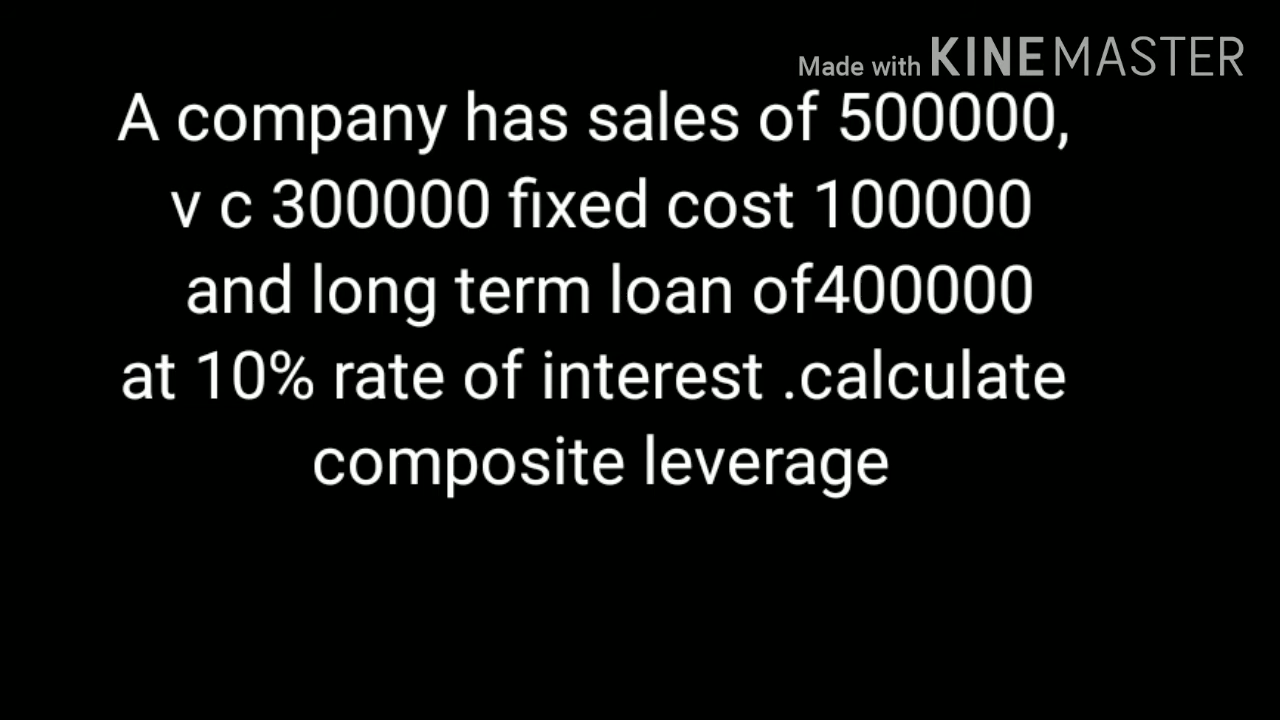 Made with KINEMASTER
A company has sales of 500000,
v c 300000 fixed cost 100000
and long term loan of400000
at 10% rate of interest .calculate
composite leverage